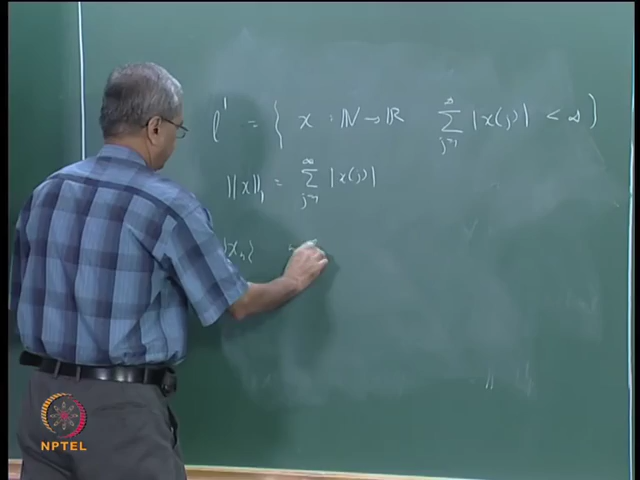 l¹ = { x : ℕ → ℝ ∑_{j=1}^{∞} |x(j)| < ∞ }
||x||₁ = ∑_{j=1}^{∞} |x(j)|
{xₙ}
NPTEL